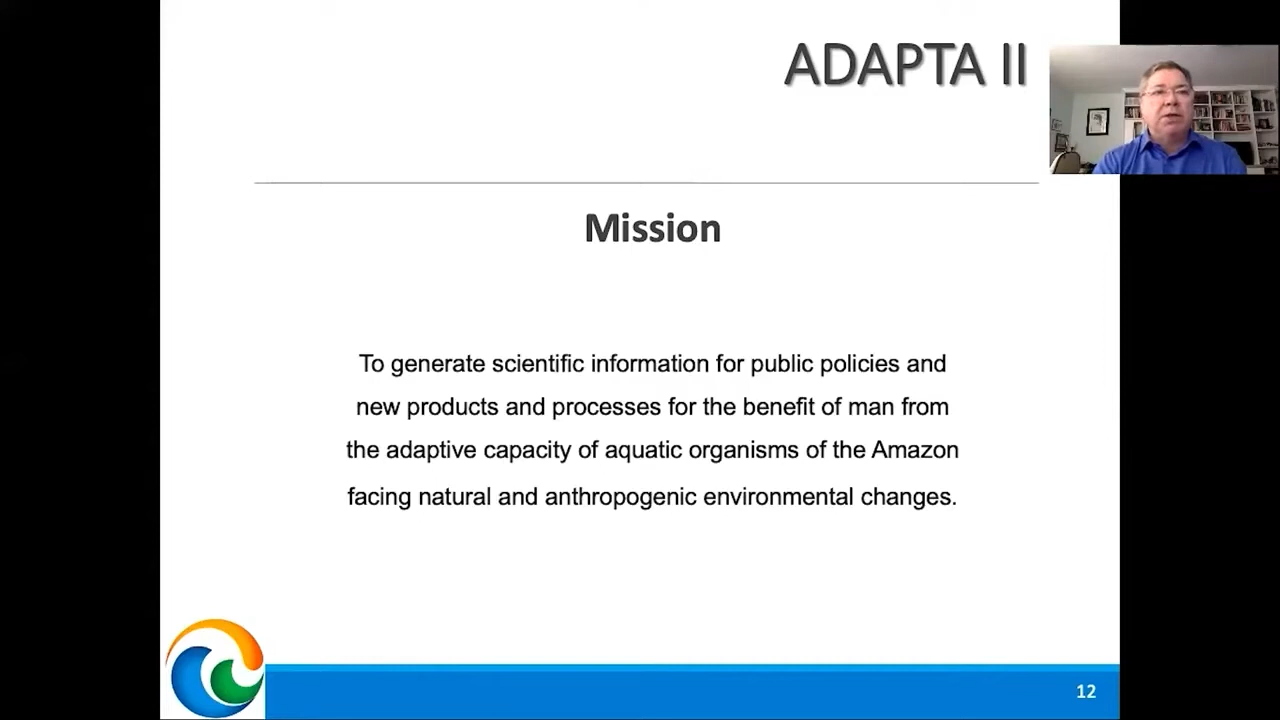 ADAPTA II
Mission
To generate scientific information for public policies and
new products and processes for the benefit of man from
the adaptive capacity of aquatic organisms of the Amazon
facing natural and anthropogenic environmental changes.
12